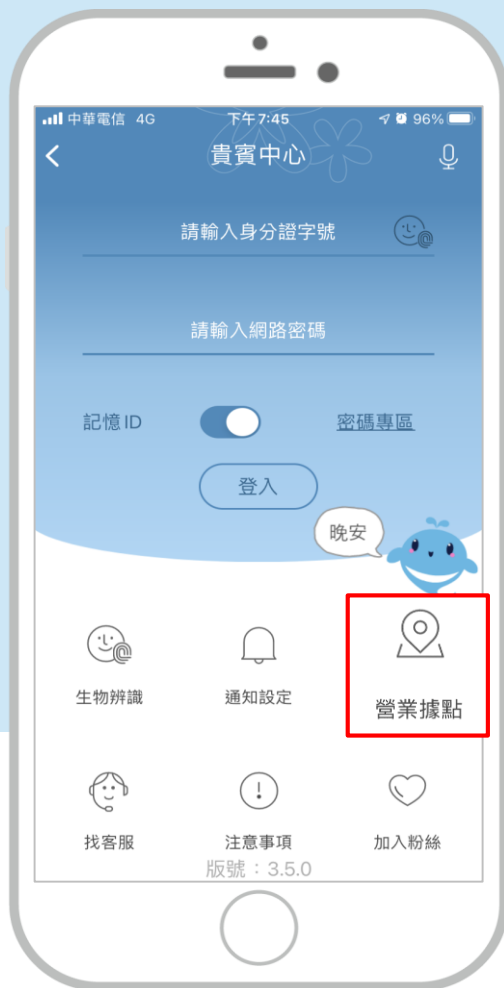 中華電信 4G 下午7:45 96%
貴賓中心
請輸入身分證字號
請輸入網路密碼
記憶ID 密碼專區
登入
晚安
生物辨識 通知設定 營業據點
找客服 注意事項 加入粉絲
版號：3.5.0